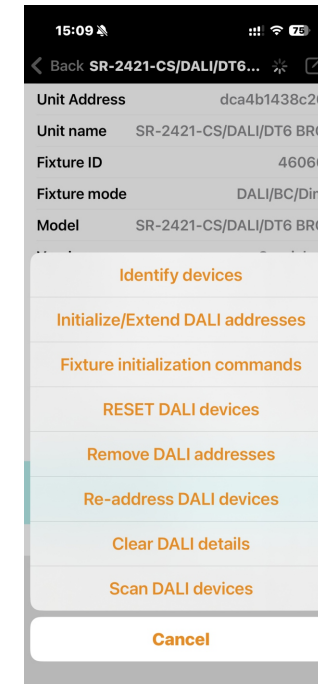 15:09
75
Back SR-2421-CS/DALI/DT6...
Unit Address dca4b1438c2
Unit name SR-2421-CS/DALI/DT6 BR
Fixture ID 4606
Fixture mode DALI/BC/Dir
Model SR-2421-CS/DALI/DT6 BR
Identify devices
Initialize/Extend DALI addresses
Fixture initialization commands
RESET DALI devices
Remove DALI addresses
Re-address DALI devices
Clear DALI details
Scan DALI devices
Cancel